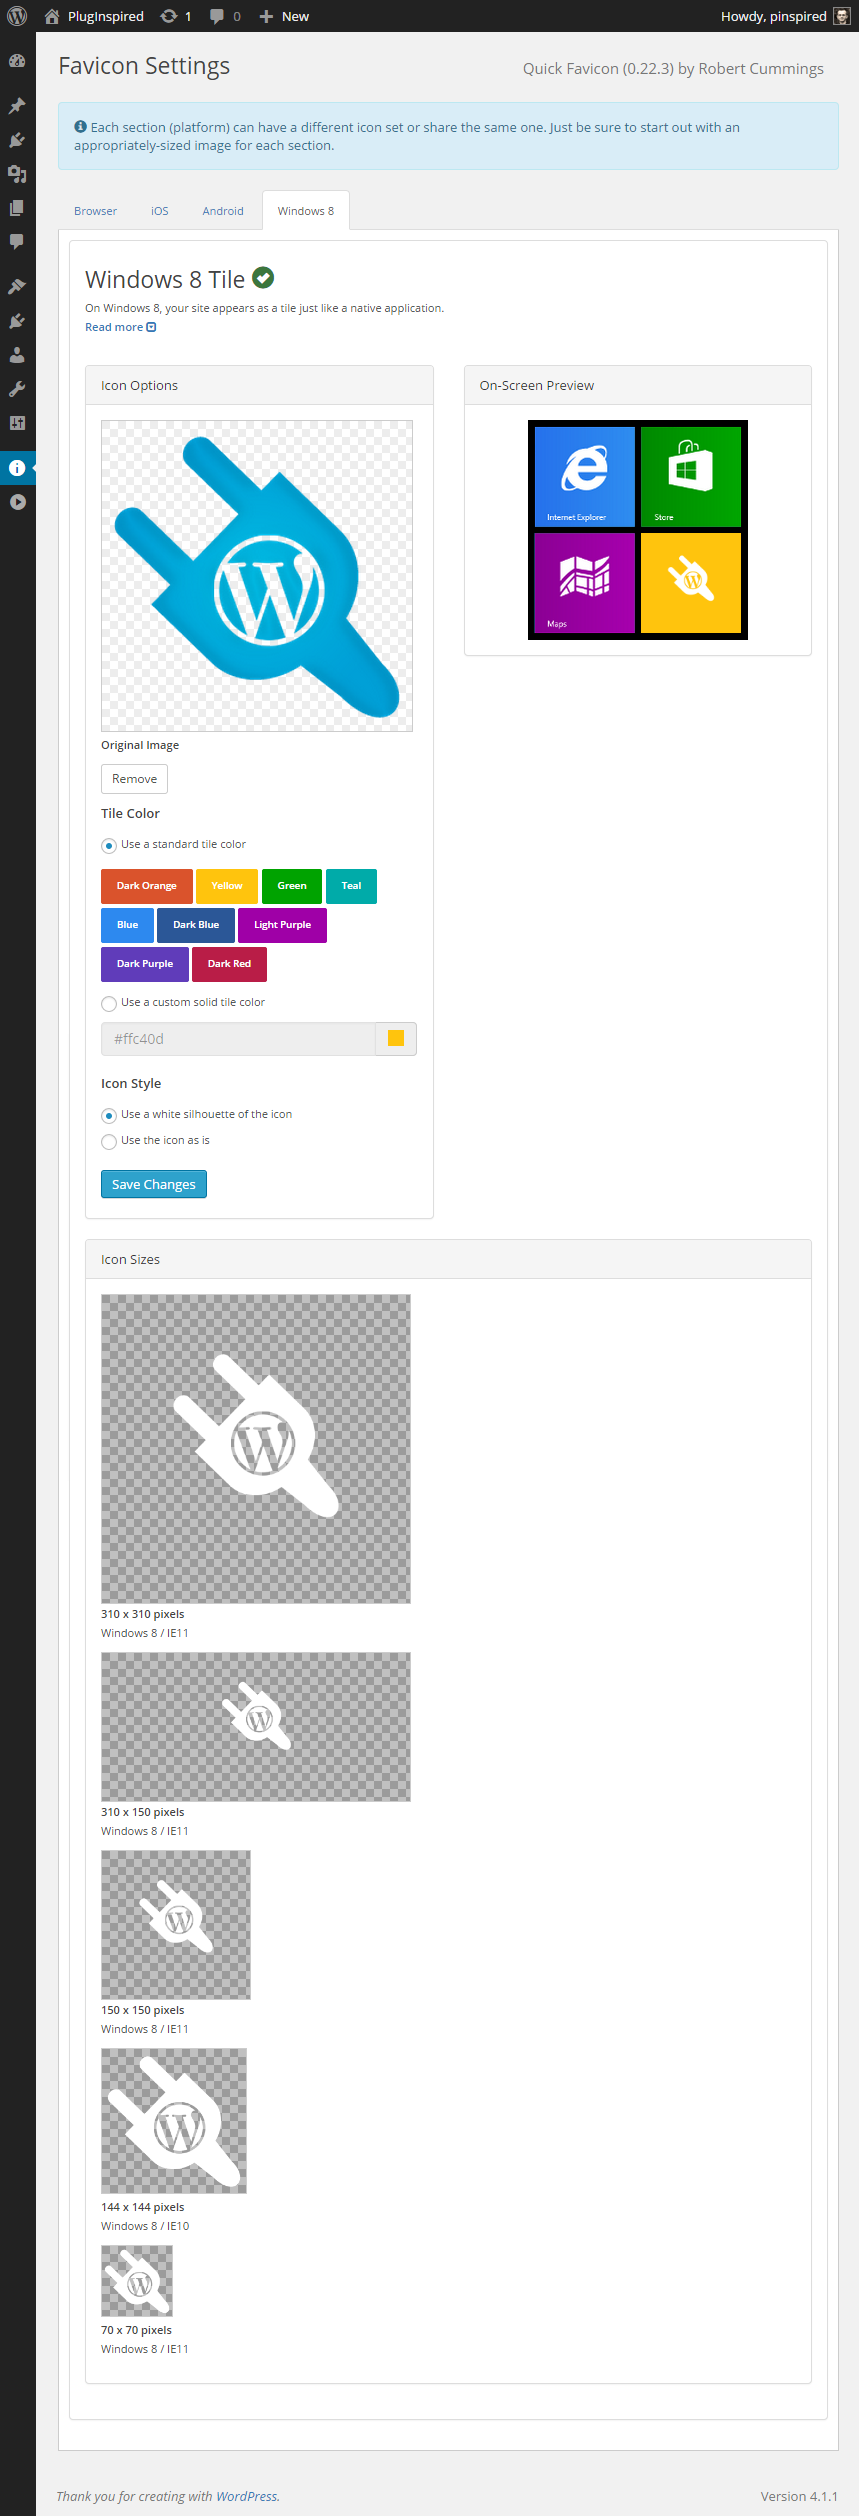 PlugInspired 1 0 New Howdy, pinspired
Favicon Settings
Quick Favicon (0.22.3) by Robert Cummings
Each section (platform) can have a different icon set or share the same one. Just be sure to start out with an
appropriately-sized image for each section.
Browser iOS Android Windows 8
Windows 8 Tile
On Windows 8, your site appears as a tile just like a native application.
Read more
Icon Options
Original Image
Remove
Tile Color
Use a standard tile color
Dark Orange Yellow Green Teal
Blue Dark Blue Light Purple
Dark Purple Dark Red
Use a custom solid tile color
#ffc40d
Icon Style
Use a white silhouette of the icon
Use the icon as is
Save Changes
On-Screen Preview
Internet Explorer Store
Maps
Icon Sizes
310 x 310 pixels
Windows 8 / IE11
310 x 150 pixels
Windows 8 / IE11
150 x 150 pixels
Windows 8 / IE11
144 x 144 pixels
Windows 8 / IE10
70 x 70 pixels
Windows 8 / IE11
Thank you for creating with WordPress. Version 4.1.1